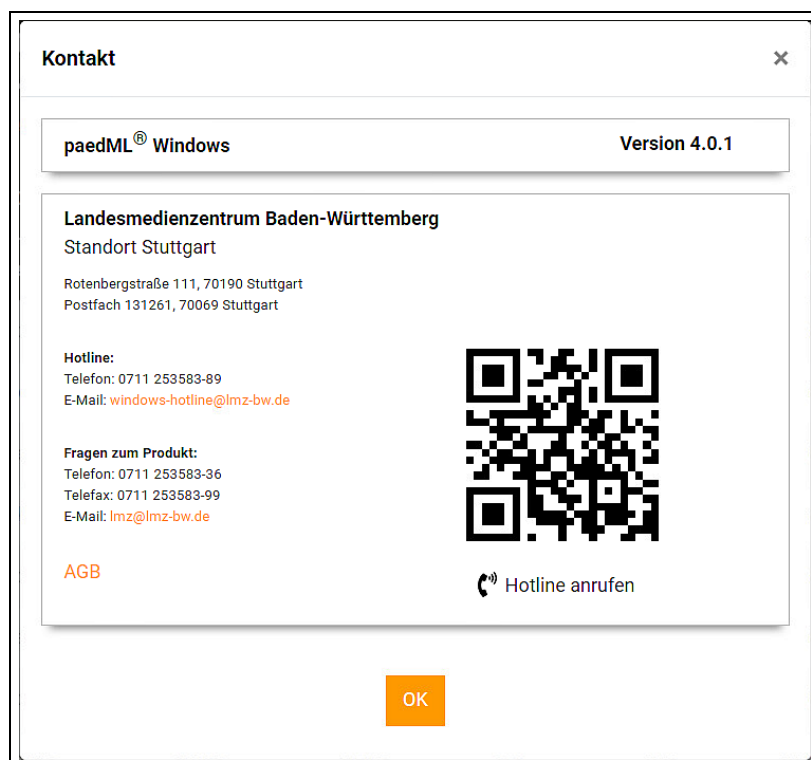 Kontakt ×
paedML® Windows Version 4.0.1
Landesmedienzentrum Baden-Württemberg
Standort Stuttgart
Rotenbergstraße 111, 70190 Stuttgart
Postfach 131261, 70069 Stuttgart
Hotline:
Telefon: 0711 253583-89
E-Mail: windows-hotline@lmz-bw.de
Fragen zum Produkt:
Telefon: 0711 253583-36
Telefax: 0711 253583-99
E-Mail: lmz@lmz-bw.de
AGB
Hotline anrufen
OK